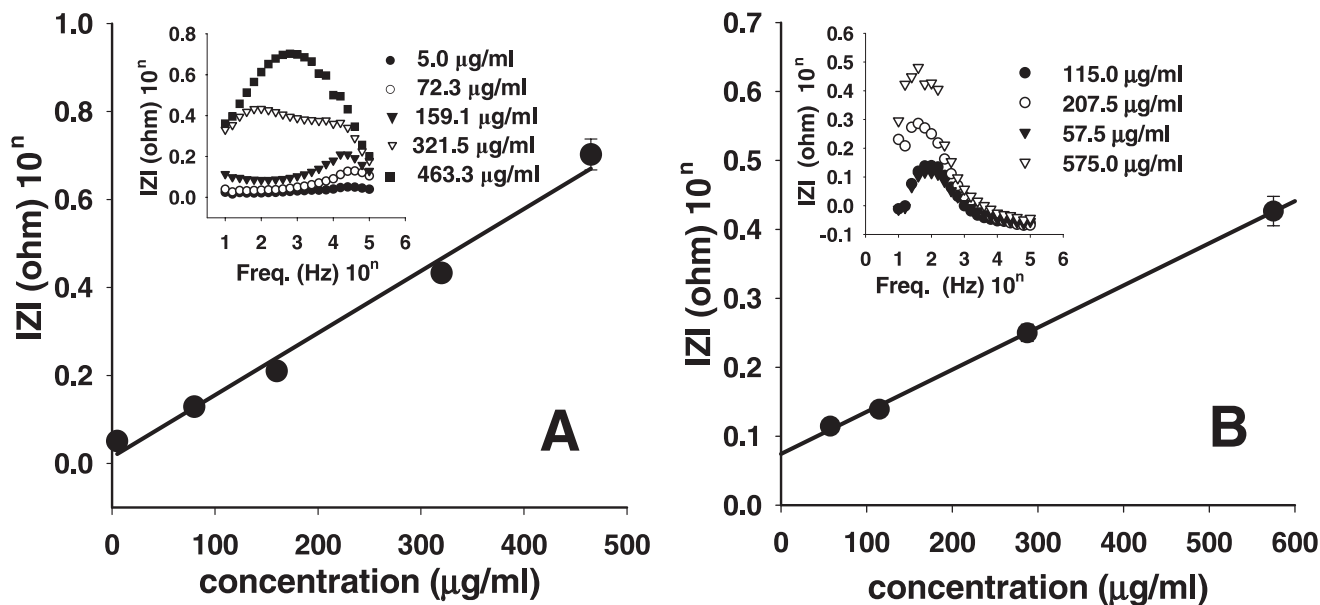 1.0
0.8
0.6
0.4
0.2
0.0
IZI (ohm) 10ⁿ
0 100 200 300 400 500
concentration (µg/ml)
A
0.8
0.6
0.4
0.2
0.0
IZI (ohm) 10ⁿ
1 2 3 4 5 6
Freq. (Hz) 10ⁿ
5.0 µg/ml
72.3 µg/ml
159.1 µg/ml
321.5 µg/ml
463.3 µg/ml
0.7
0.6
0.5
0.4
0.3
0.2
0.1
0.0
IZI (ohm) 10ⁿ
0 100 200 300 400 500 600
concentration (µg/ml)
B
0.6
0.5
0.4
0.3
0.2
0.1
0.0
-0.1
IZI (ohm) 10ⁿ
0 1 2 3 4 5 6
Freq. (Hz) 10ⁿ
115.0 µg/ml
207.5 µg/ml
57.5 µg/ml
575.0 µg/ml